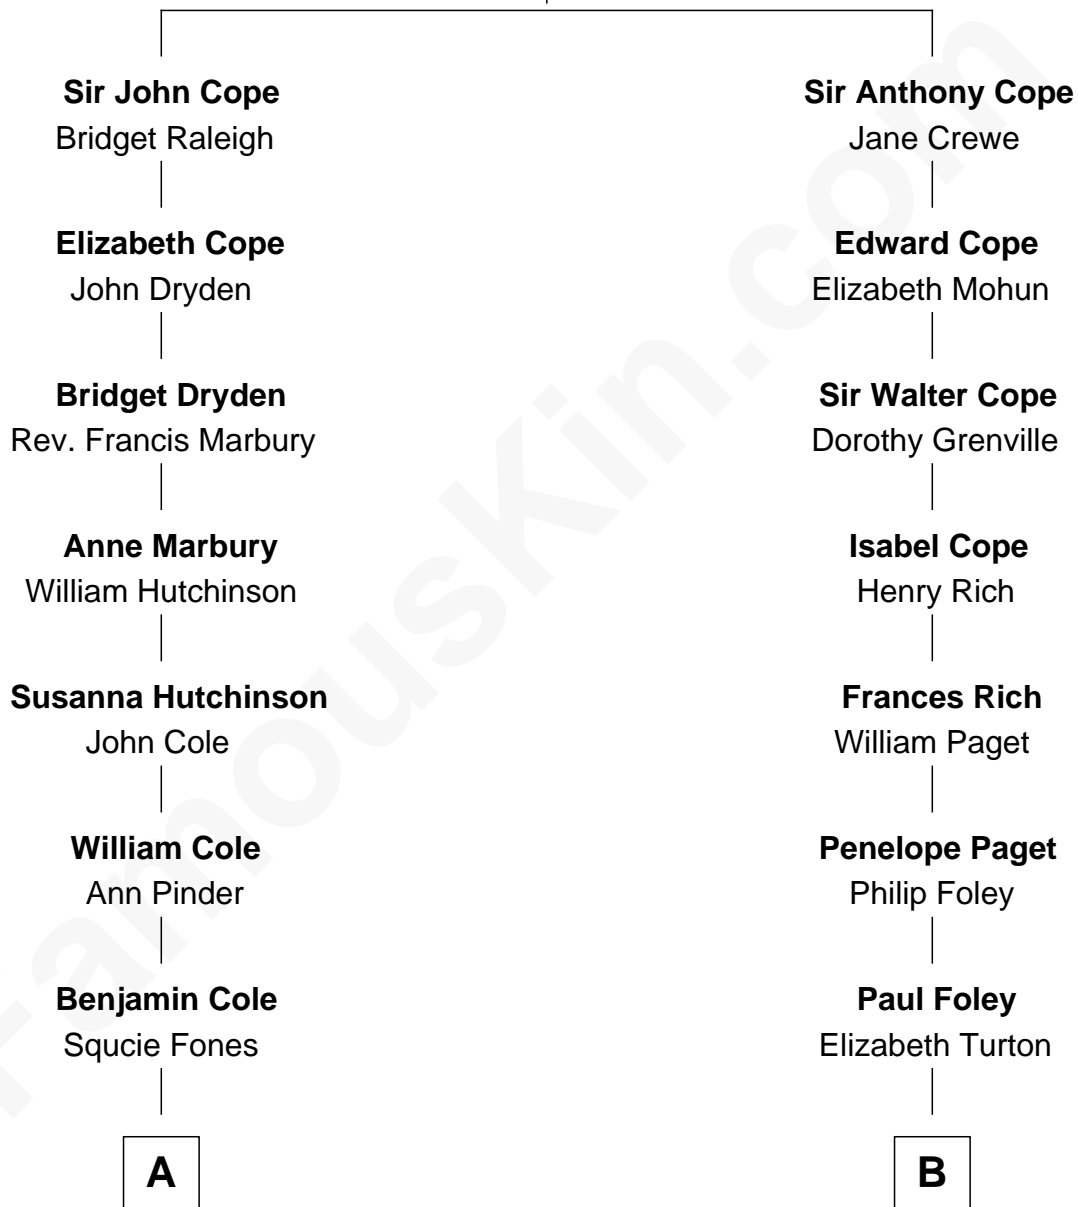 Sir John Cope
Bridget Raleigh
Elizabeth Cope
John Dryden
Bridget Dryden
Rev. Francis Marbury
Anne Marbury
William Hutchinson
Susanna Hutchinson
John Cole
William Cole
Ann Pinder
Benjamin Cole
Squcie Fones
A
Sir Anthony Cope
Jane Crewe
Edward Cope
Elizabeth Mohun
Sir Walter Cope
Dorothy Grenville
Isabel Cope
Henry Rich
Frances Rich
William Paget
Penelope Paget
Philip Foley
Paul Foley
Elizabeth Turton
B
FamousKin.com